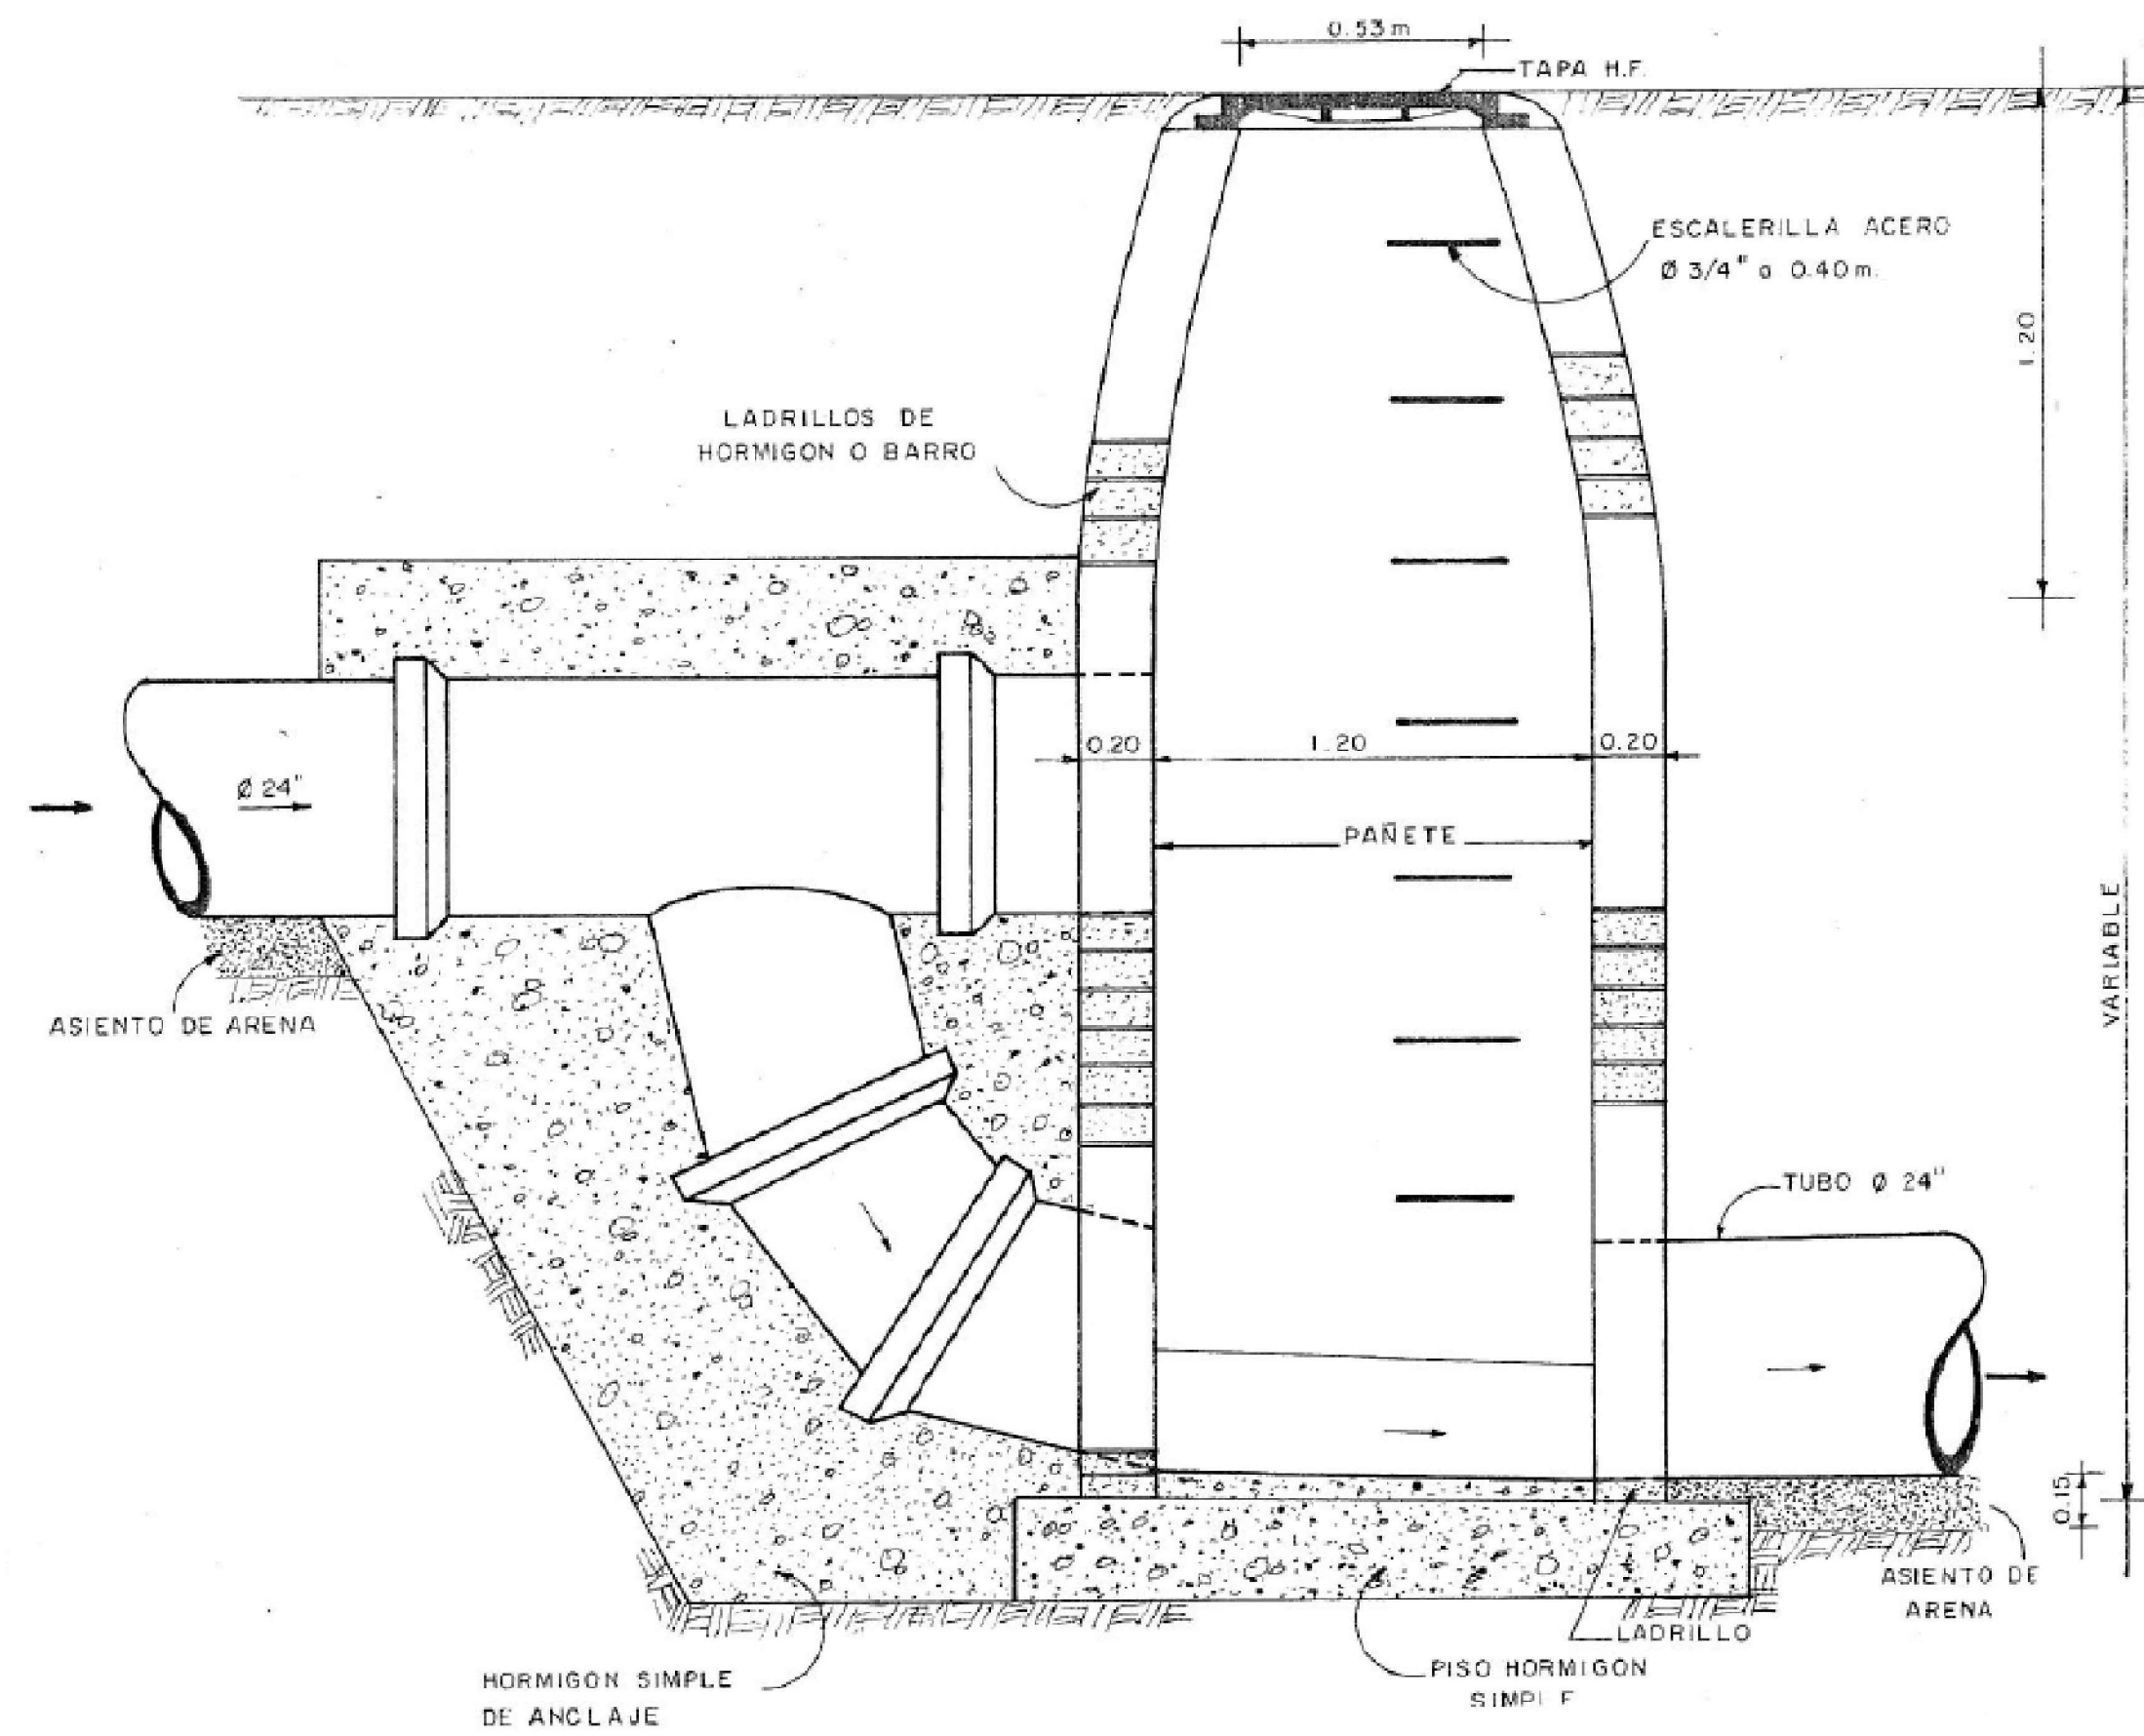 0.53 m
TAPA H.F.
ESCALERILLA ACERO
Ø 3/4" a 0.40 m.
1.20
LADRILLOS DE
HORMIGON O BARRO
0.20
1.20
0.20
Ø 24"
PAÑETE
VARIABLE
ASIENTO DE ARENA
TUBO Ø 24"
0.15
ASIENTO DE
ARENA
LADRILLO
PISO HORMIGON
SIMPLE
HORMIGON SIMPLE
DE ANCLAJE